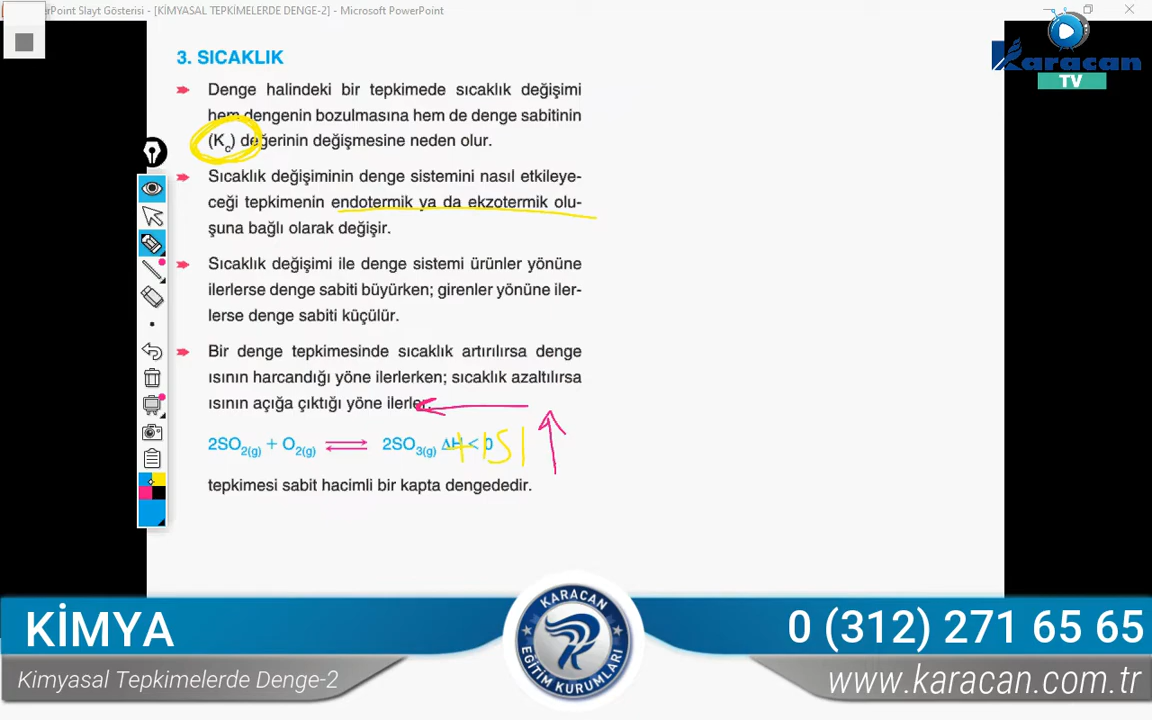 PowerPoint Slayt Gösterisi - [KİMYASAL TEPKİMELERDE DENGE-2] - Microsoft PowerPoint
Karacan
TV
3. SICAKLIK
Denge halindeki bir tepkimede sıcaklık değişimi
hem dengenin bozulmasına hem de denge sabitinin
(Kc) değerinin değişmesine neden olur.
Sıcaklık değişiminin denge sistemini nasıl etkileye-
ceği tepkimenin endotermik ya da ekzotermik olu-
şuna bağlı olarak değişir.
Sıcaklık değişimi ile denge sistemi ürünler yönüne
ilerlerse denge sabiti büyürken; girenler yönüne iler-
lerse denge sabiti küçülür.
Bir denge tepkimesinde sıcaklık artırılırsa denge
ısının harcandığı yöne ilerlerken; sıcaklık azaltılırsa
ısının açığa çıktığı yöne ilerler.
2SO2(g) + O2(g) ⇌ 2SO3(g) ΔH < 0
+ ISI
tepkimesi sabit hacimli bir kapta dengededir.
KİMYA
Kimyasal Tepkimelerde Denge-2
KARACAN
EĞİTİM KURUMLARI
0 (312) 271 65 65
www.karacan.com.tr